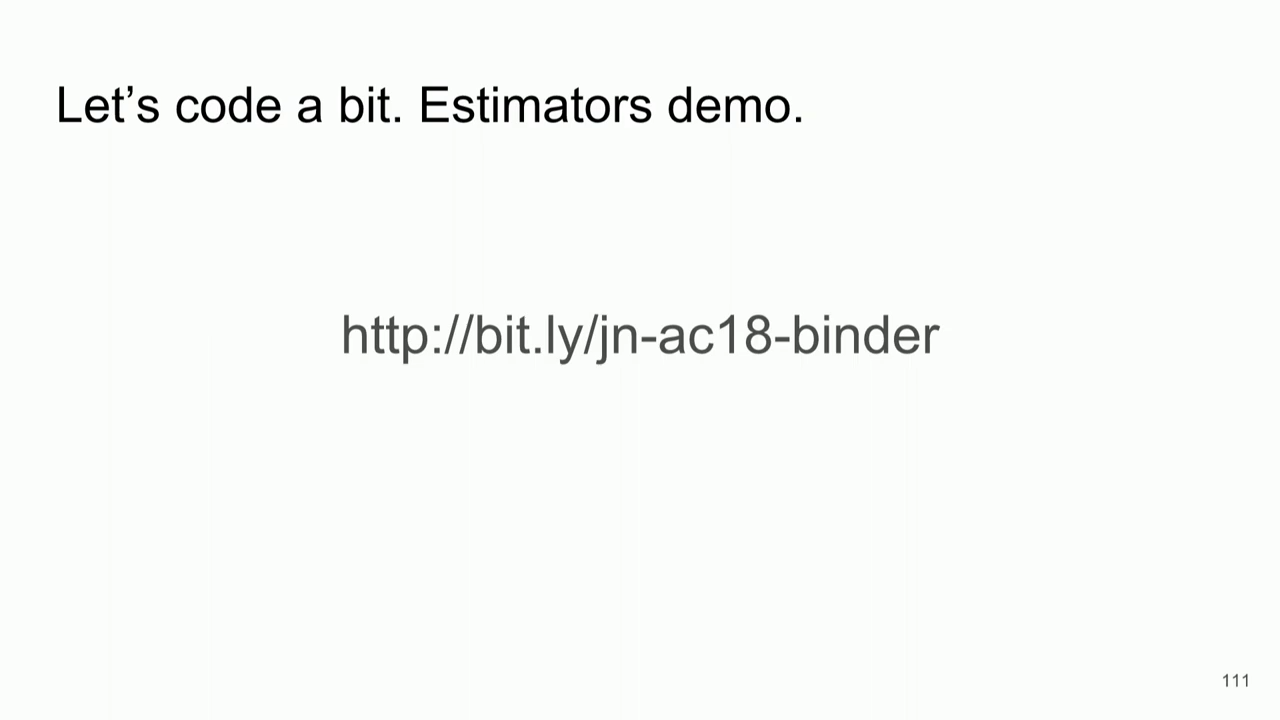 Let’s code a bit. Estimators demo.
http://bit.ly/jn-ac18-binder
111